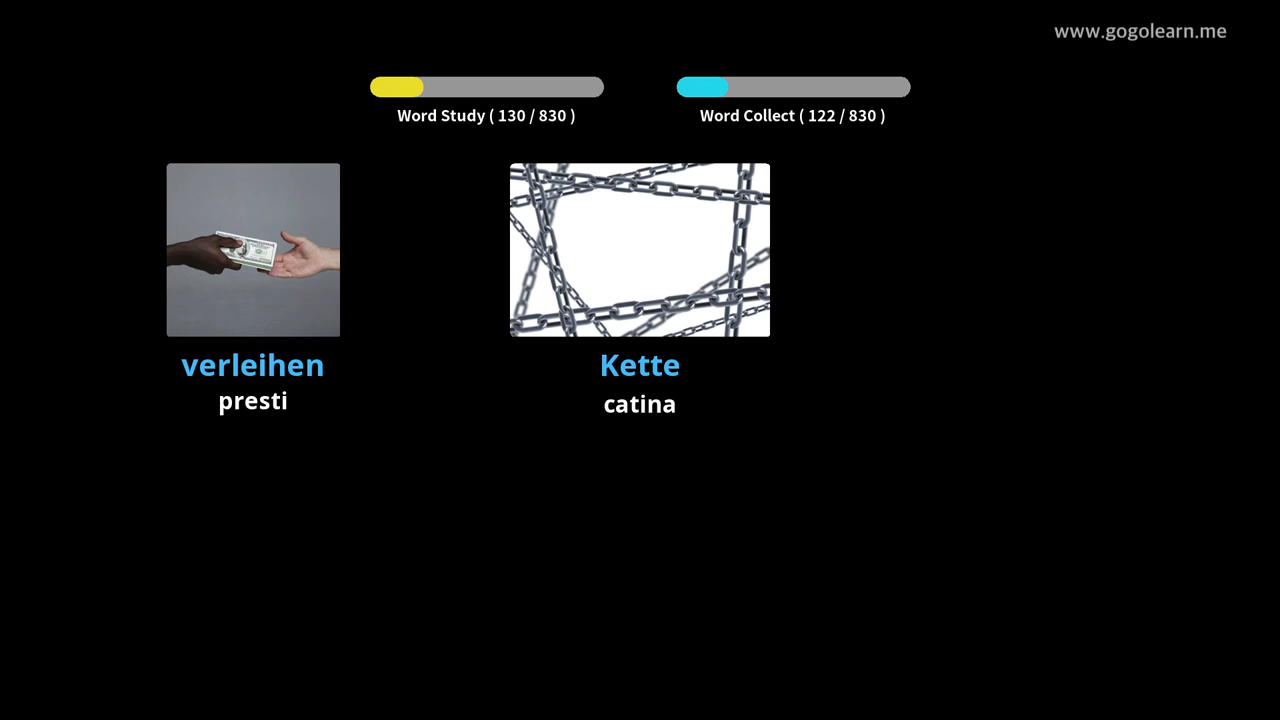 www.gogolearn.me
Word Study ( 130 / 830 )
Word Collect ( 122 / 830 )
verleihen
presti
Kette
catina